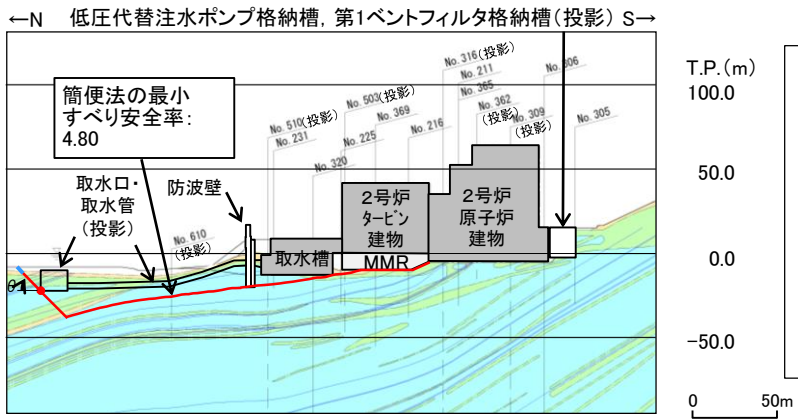 ←N 低圧代替注水ポンプ格納槽, 第1ベントフィルタ格納槽(投影) S→
No. 316(投影)
No. 211
No. 306
No. 365
No. 503(投影)
No. 362
(投影)
No. 309
(投影)
No. 305
No. 369
No. 510(投影)
No. 231
No. 225
No. 216
No. 320
No. 610
(投影)
簡便法の最小
すべり安全率:
4.80
取水口・
取水管
(投影)
防波壁
取水槽
2号炉
タービン
建物
MMR
2号炉
原子炉
建物
T.P.(m)
100.0
50.0
0.0
-50.0
0 50m